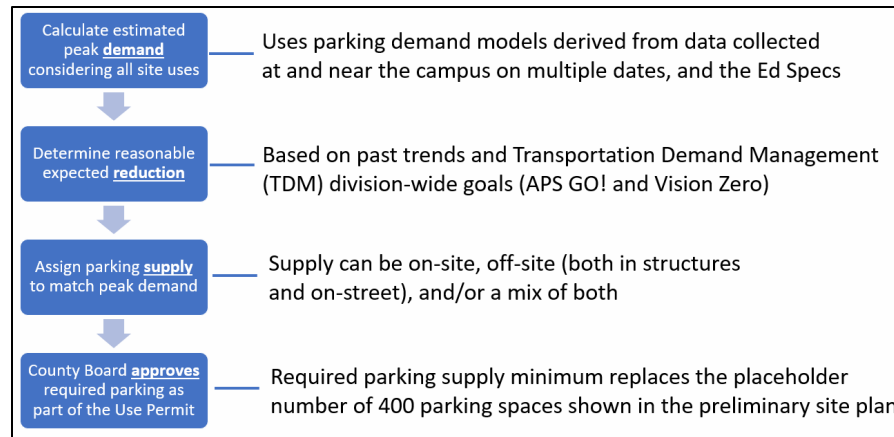 Calculate estimated
peak demand
considering all site uses
Uses parking demand models derived from data collected
at and near the campus on multiple dates, and the Ed Specs
Determine reasonable
expected reduction
Based on past trends and Transportation Demand Management
(TDM) division-wide goals (APS GO! and Vision Zero)
Assign parking supply
to match peak demand
Supply can be on-site, off-site (both in structures
and on-street), and/or a mix of both
County Board approves
required parking as
part of the Use Permit
Required parking supply minimum replaces the placeholder
number of 400 parking spaces shown in the preliminary site plan